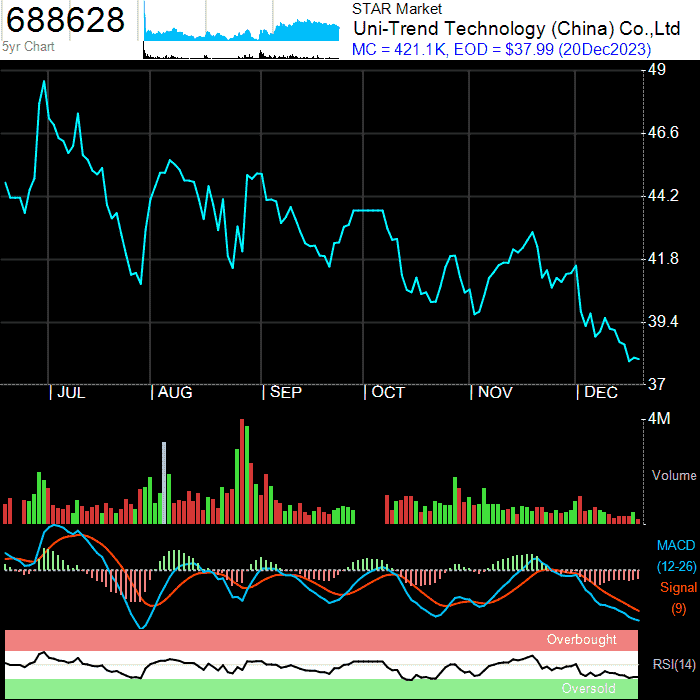 688628
5yr Chart
STAR Market
Uni-Trend Technology (China) Co.,Ltd
MC = 421.1K, EOD = $37.99 (20Dec2023)
49
46.6
44.2
41.8
39.4
37
JUL
AUG
SEP
OCT
NOV
DEC
4M
Volume
MACD
(12-26)
Signal
(9)
Overbought
RSI(14)
Oversold